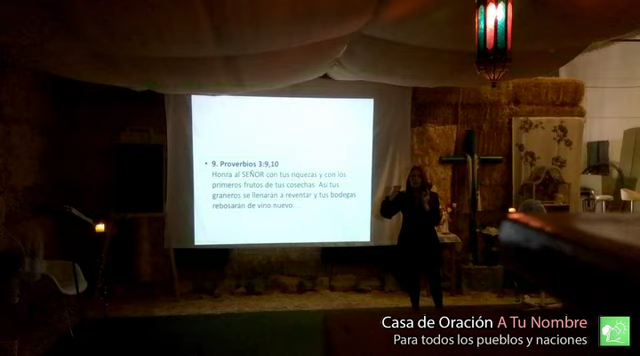 • 9. Proverbios 3:9,10
Honra al SEÑOR con tus riquezas y con los
primeros frutos de tus cosechas. Así tus
graneros se llenarán a reventar y tus bodegas
rebosarán de vino nuevo…
Casa de Oración A Tu Nombre
Para todos los pueblos y naciones